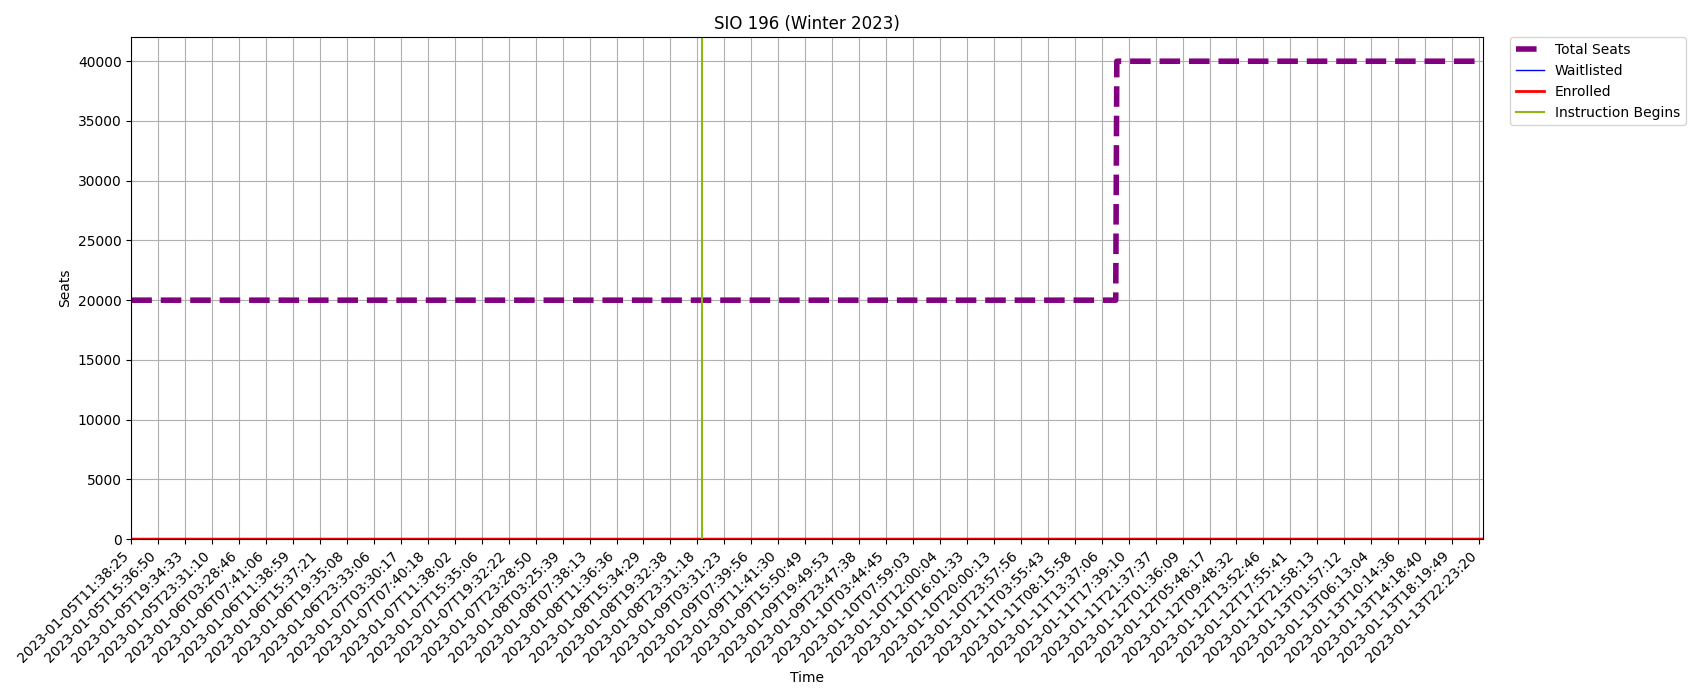 SIO 196 (Winter 2023)
Total Seats
Waitlisted
Enrolled
Instruction Begins
40000
35000
30000
25000
20000
15000
10000
5000
0
Seats
2023-01-05T11:38:25
2023-01-05T15:36:50
2023-01-05T19:34:33
2023-01-05T23:31:10
2023-01-06T03:28:46
2023-01-06T07:41:06
2023-01-06T11:38:59
2023-01-06T15:37:21
2023-01-06T19:35:08
2023-01-06T23:33:06
2023-01-07T03:30:17
2023-01-07T07:40:18
2023-01-07T11:38:02
2023-01-07T15:35:06
2023-01-07T19:32:22
2023-01-07T23:28:50
2023-01-08T03:25:39
2023-01-08T07:38:13
2023-01-08T11:36:36
2023-01-08T15:34:29
2023-01-08T19:32:38
2023-01-08T23:31:18
2023-01-09T03:31:23
2023-01-09T07:39:56
2023-01-09T11:41:30
2023-01-09T15:50:49
2023-01-09T19:49:53
2023-01-09T23:47:38
2023-01-10T03:44:45
2023-01-10T07:59:03
2023-01-10T12:00:04
2023-01-10T16:01:33
2023-01-10T20:00:13
2023-01-10T23:57:56
2023-01-11T03:55:43
2023-01-11T08:15:58
2023-01-11T13:37:06
2023-01-11T17:39:10
2023-01-11T21:37:37
2023-01-12T01:36:09
2023-01-12T05:48:17
2023-01-12T09:48:32
2023-01-12T13:52:46
2023-01-12T17:55:41
2023-01-12T21:58:13
2023-01-13T01:57:12
2023-01-13T06:13:04
2023-01-13T10:14:36
2023-01-13T14:18:40
2023-01-13T18:19:49
2023-01-13T22:23:20
Time